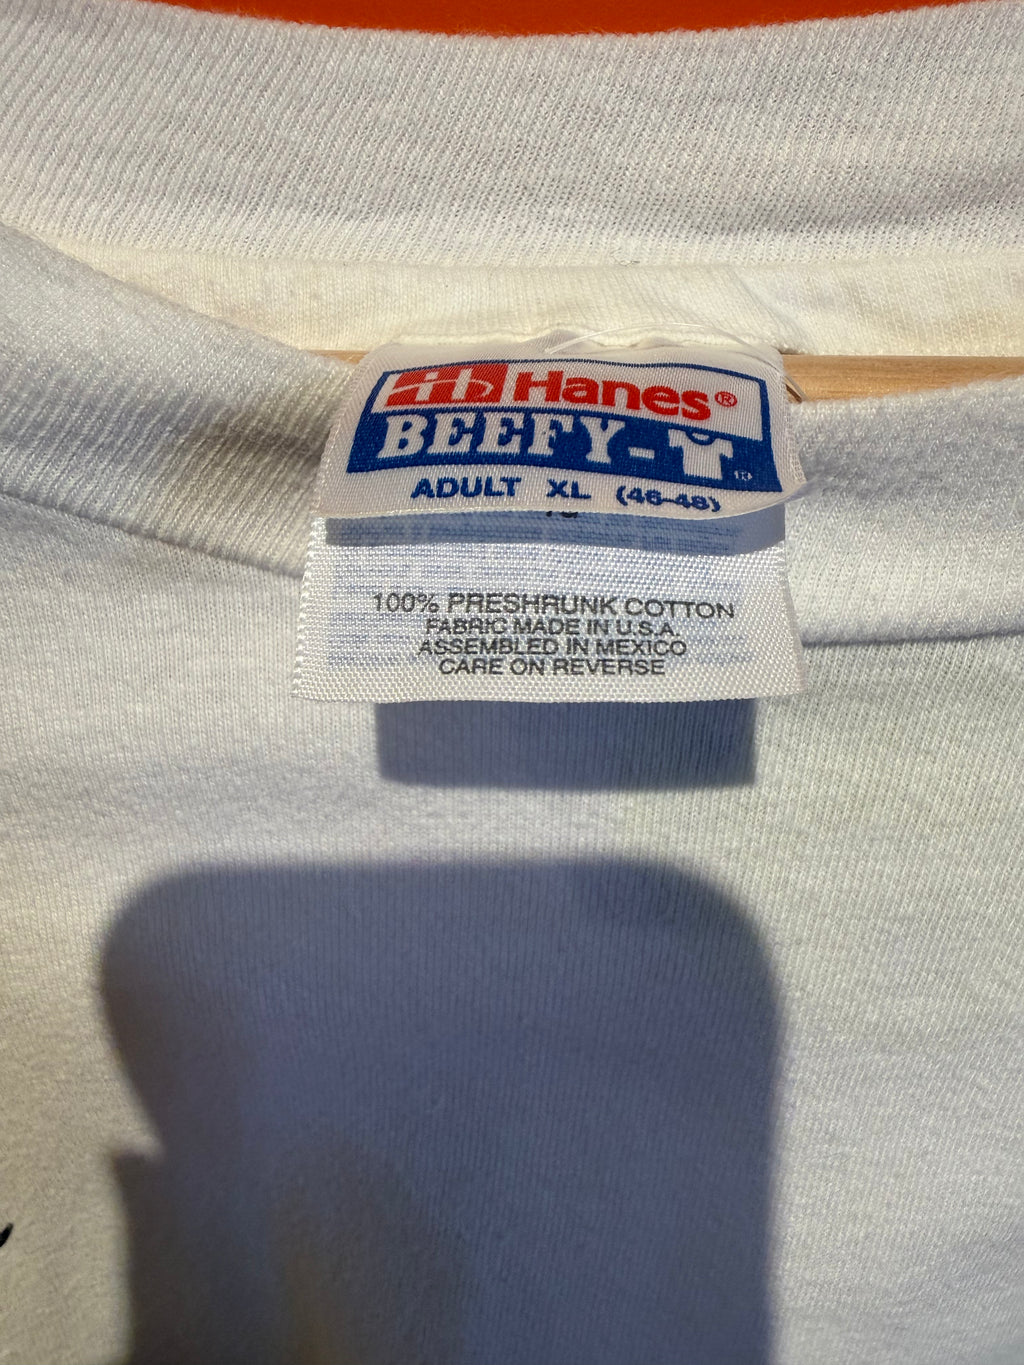 Hanes®
BEEFY-T®
ADULT XL (46-48)
100% PRESHRUNK COTTON
FABRIC MADE IN U.S.A.
ASSEMBLED IN MEXICO
CARE ON REVERSE